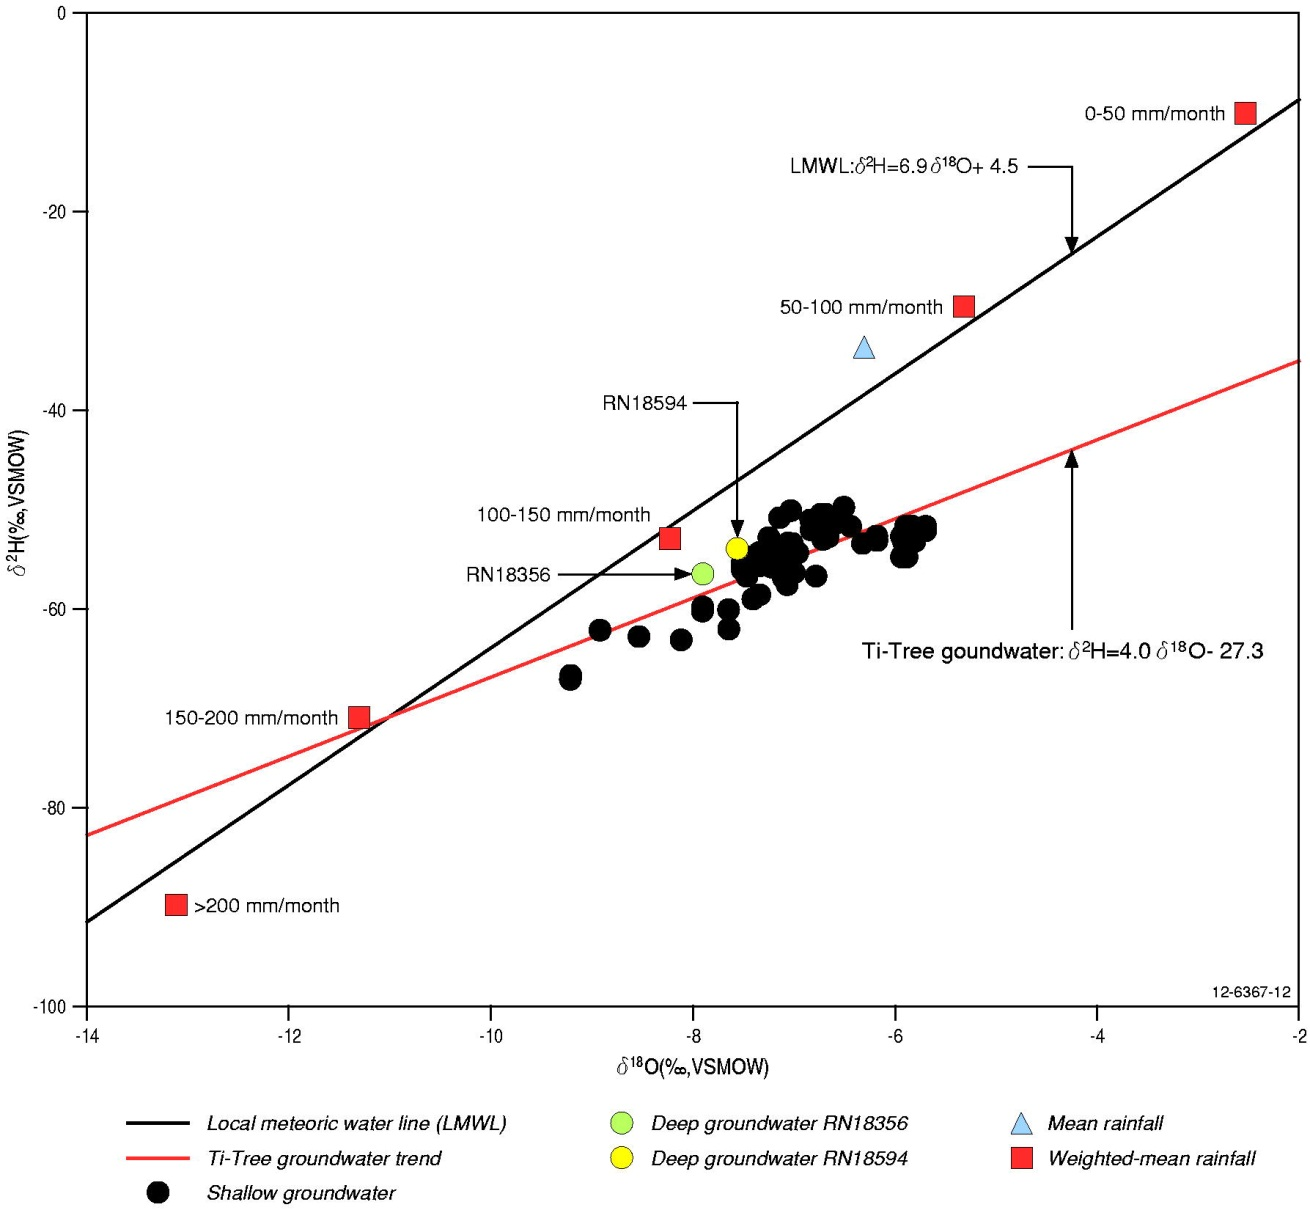 0
0-50 mm/month
LMWL:δ²H=6.9 δ¹⁸O+ 4.5
-20
50-100 mm/month
RN18594
-40
δ²H(‰,VSMOW)
100-150 mm/month
RN18356
-60
Ti-Tree goundwater: δ²H=4.0 δ¹⁸O- 27.3
150-200 mm/month
-80
>200 mm/month
12-6367-12
-100
-14 -12 -10 -8 -6 -4 -2
δ¹⁸O(‰,VSMOW)
Local meteoric water line (LMWL) Deep groundwater RN18356 Mean rainfall
Ti-Tree groundwater trend Deep groundwater RN18594 Weighted-mean rainfall
Shallow groundwater